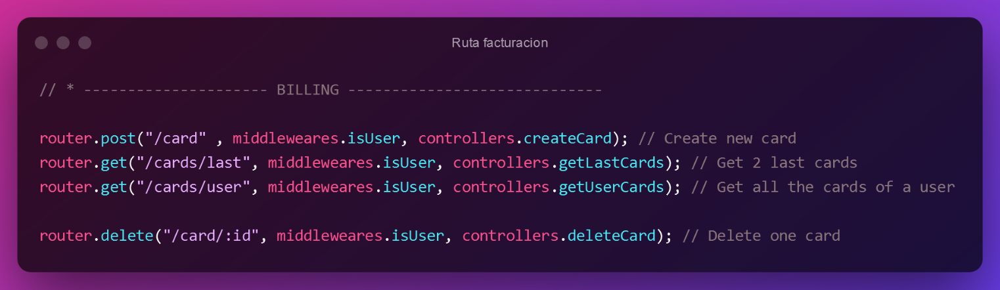 Ruta facturacion
// * --------------------- BILLING -----------------------------
router.post("/card" , middleweares.isUser, controllers.createCard); // Create new card
router.get("/cards/last", middleweares.isUser, controllers.getLastCards); // Get 2 last cards
router.get("/cards/user", middleweares.isUser, controllers.getUserCards); // Get all the cards of a user
router.delete("/card/:id", middleweares.isUser, controllers.deleteCard); // Delete one card